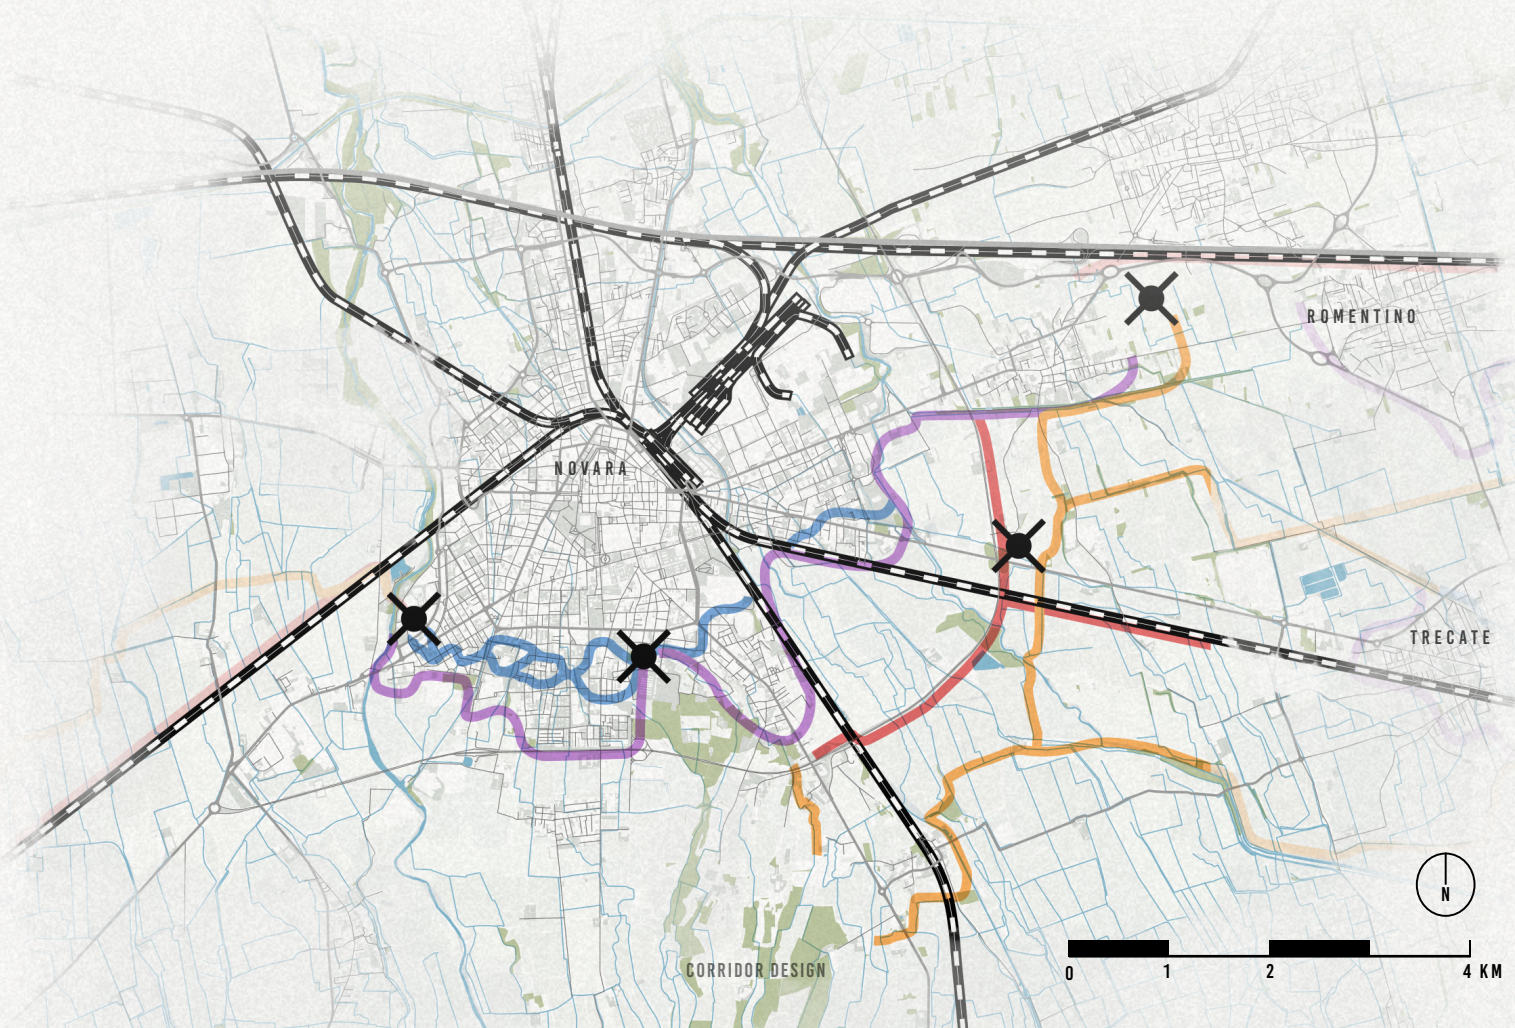 ROMENTINO
NOVARA
TRECATE
N
CORRIDOR DESIGN
0 1 2 4 KM